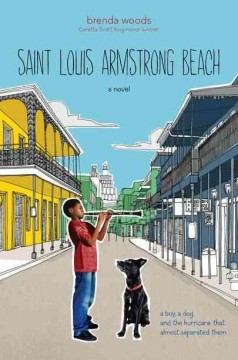 brenda woods
Coretta Scott King Honor winner
SAINT LOUIS ARMSTRONG BEACH
a novel
a boy, a dog,
and the hurricane that
almost separated them